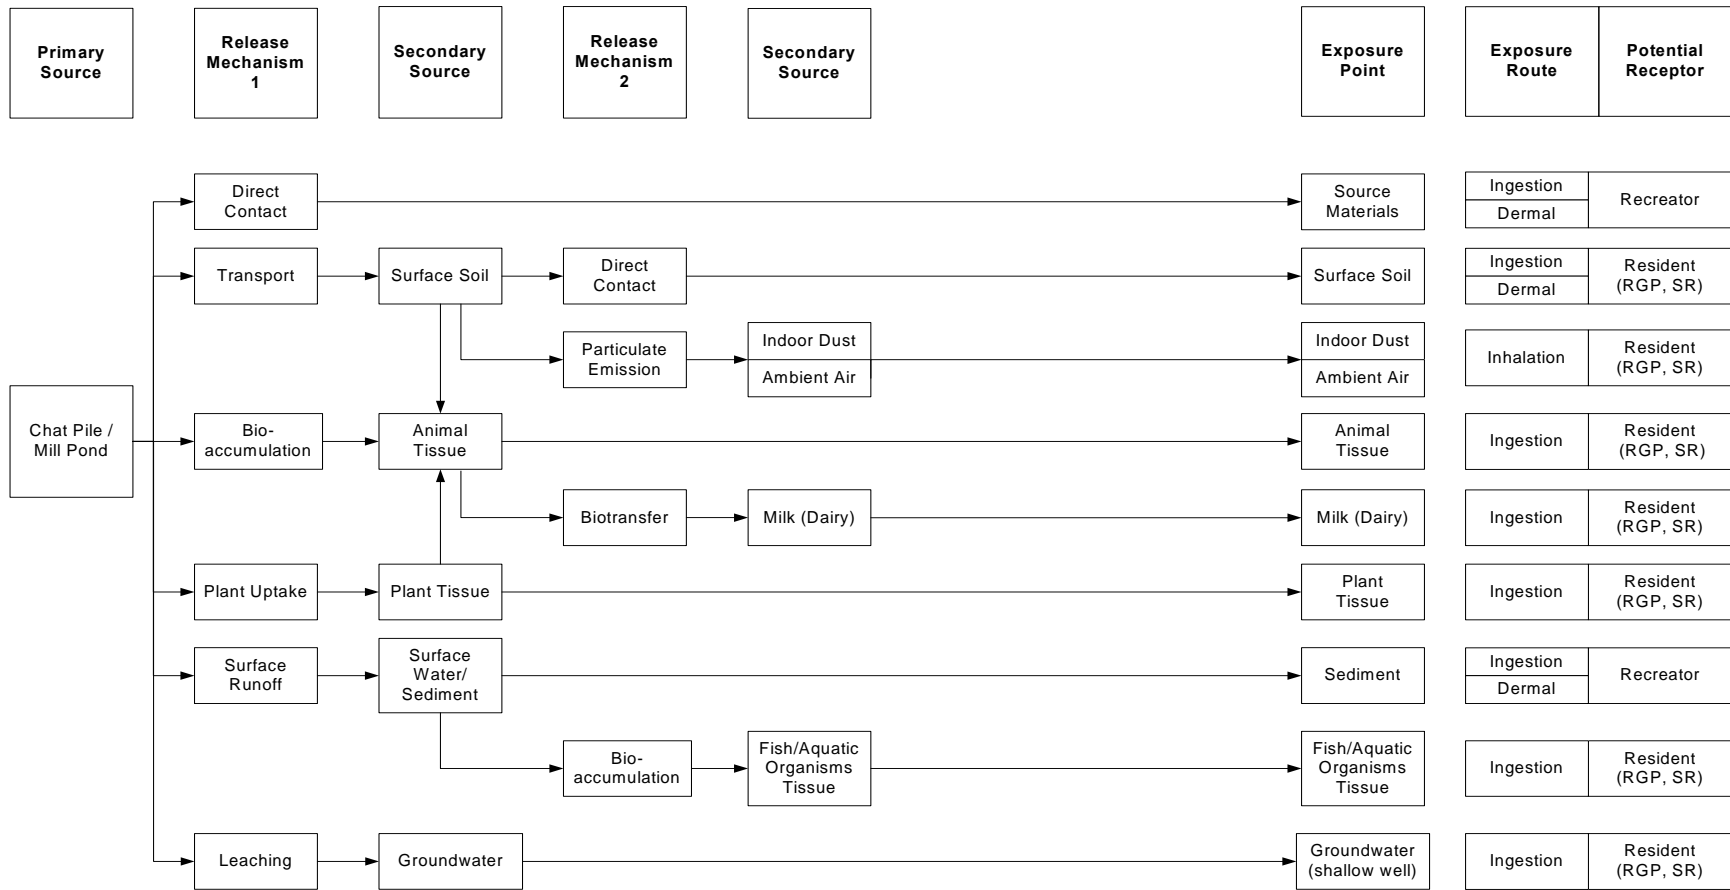 Primary
Source
Release
Mechanism
1
Secondary
Source
Release
Mechanism
2
Secondary
Source
Exposure
Point
Exposure
Route
Potential
Receptor
Direct
Contact
Source
Materials
Ingestion
Dermal
Recreator
Transport
Surface Soil
Direct
Contact
Surface Soil
Ingestion
Dermal
Resident
(RGP, SR)
Particulate
Emission
Indoor Dust
Ambient Air
Indoor Dust
Ambient Air
Inhalation
Resident
(RGP, SR)
Chat Pile /
Mill Pond
Bio-
accumulation
Animal
Tissue
Animal
Tissue
Ingestion
Resident
(RGP, SR)
Biotransfer
Milk (Dairy)
Milk (Dairy)
Ingestion
Resident
(RGP, SR)
Plant Uptake
Plant Tissue
Plant
Tissue
Ingestion
Resident
(RGP, SR)
Surface
Runoff
Surface
Water/
Sediment
Sediment
Ingestion
Dermal
Recreator
Bio-
accumulation
Fish/Aquatic
Organisms
Tissue
Fish/Aquatic
Organisms
Tissue
Ingestion
Resident
(RGP, SR)
Leaching
Groundwater
Groundwater
(shallow well)
Ingestion
Resident
(RGP, SR)